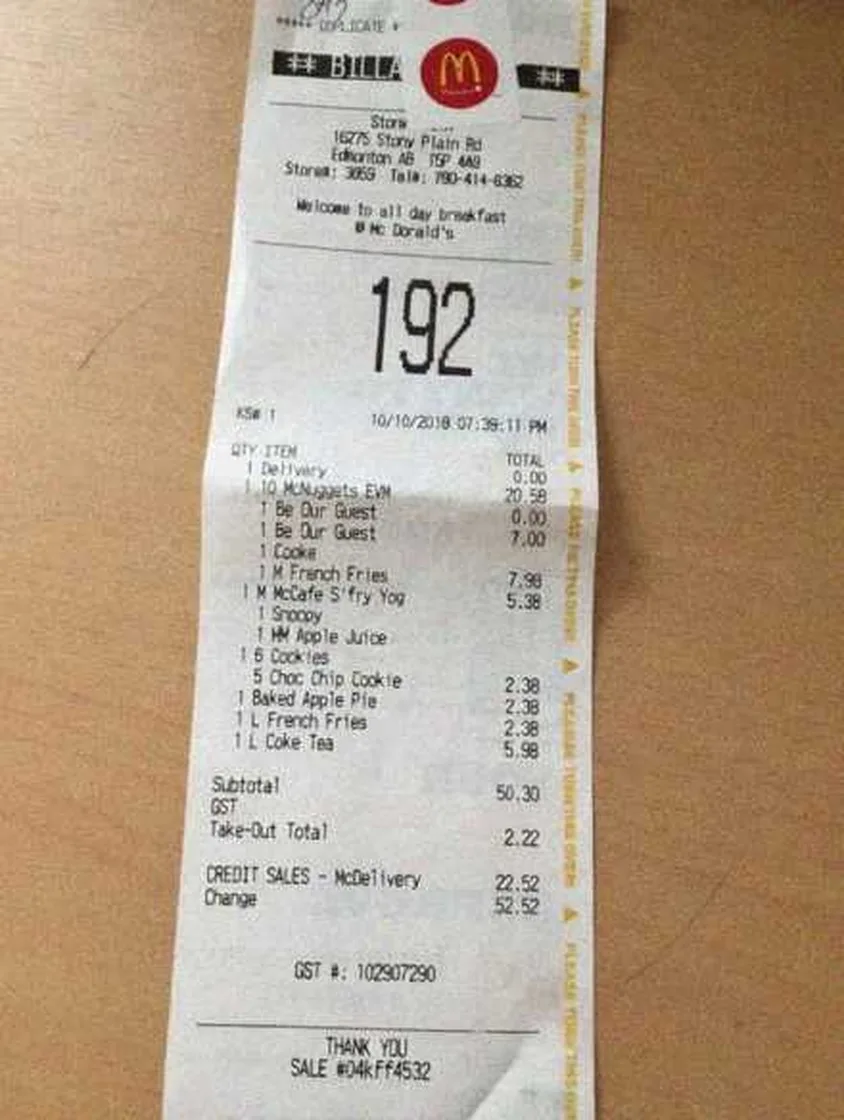 ***** DUPLICATE *
## BILLA ##
16275 Stony Plain Rd
Edmonton AB T5P 4A9
Store#: 3059 Tel#: 780-414-8362
Welcome to all day breakfast
@ Mc Donald's
192
KS# 1 10/10/2018 07:39:11 PM
QTY ITEM TOTAL
1 Delivery 0.00
1 10 McNuggets EVM 20.58
1 Be Our Guest 0.00
1 Be Our Guest 7.00
1 Cooke
1 M French Fries 7.98
1 M McCafe S'fry Yog 5.38
1 Snoopy
1 HM Apple Juice
1 6 Cookies
5 Choc Chip Cookie 2.38
1 Baked Apple Pie 2.38
1 L French Fries 2.38
1 L Coke Tea 5.98
Subtotal 50.30
GST
Take-Out Total 2.22
CREDIT SALES - McDelivery 22.52
Change 52.52
GST #: 102907290
THANK YOU
SALE #04kff4532